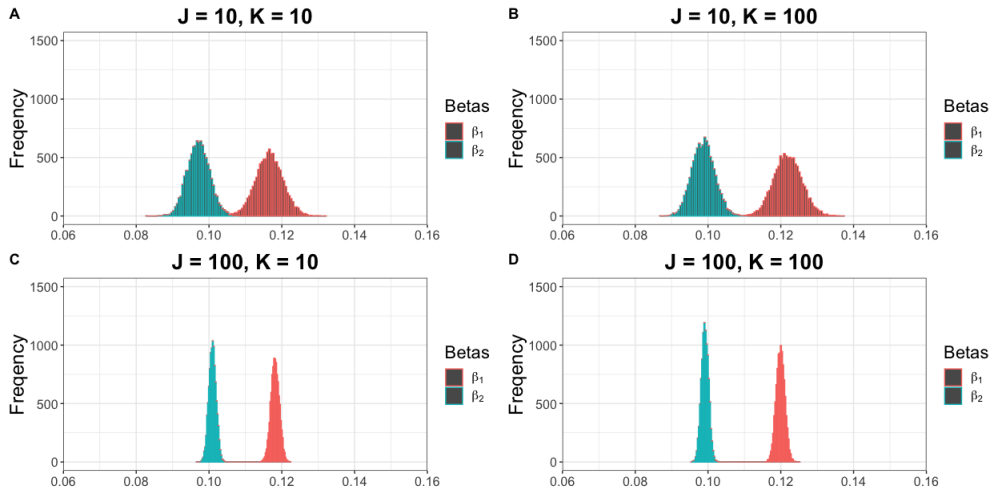 A
J = 10, K = 10
1500
1000
500
0
Freqency
0.06 0.08 0.10 0.12 0.14 0.16
Betas
β1
β2
B
J = 10, K = 100
1500
1000
500
0
Freqency
0.06 0.08 0.10 0.12 0.14 0.16
Betas
β1
β2
C
J = 100, K = 10
1500
1000
500
0
Freqency
0.06 0.08 0.10 0.12 0.14 0.16
Betas
β1
β2
D
J = 100, K = 100
1500
1000
500
0
Freqency
0.06 0.08 0.10 0.12 0.14 0.16
Betas
β1
β2